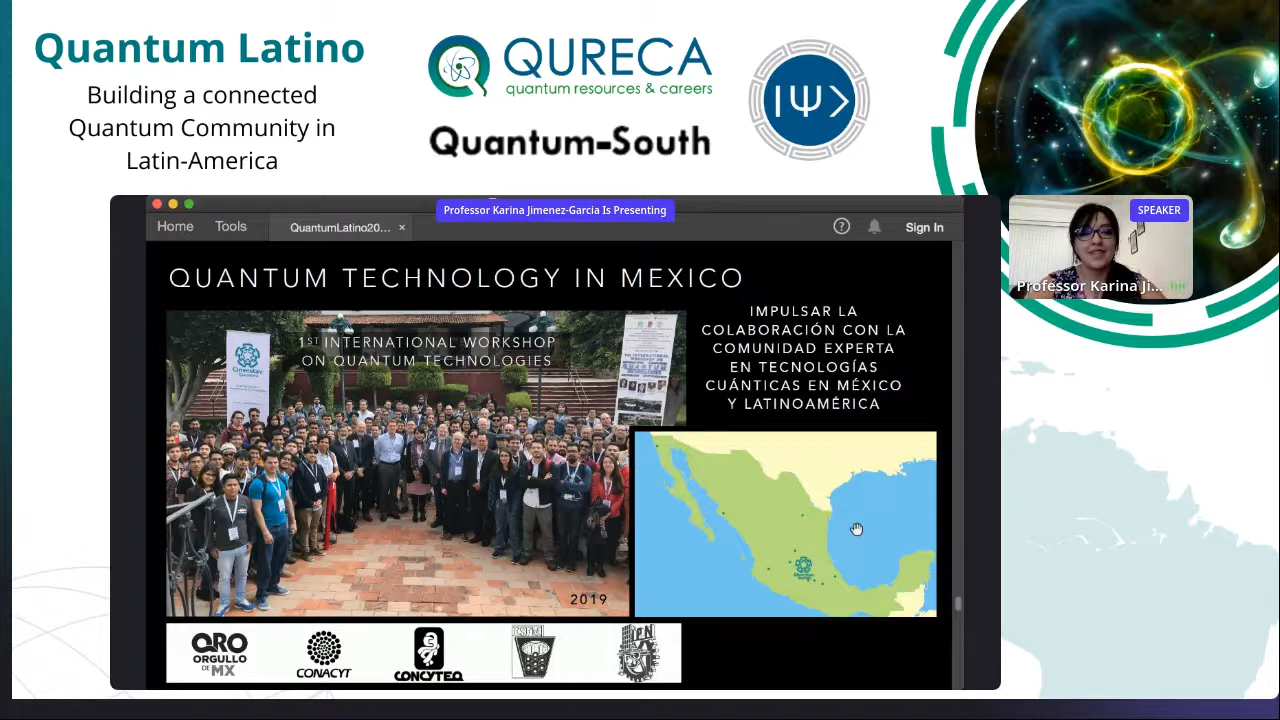 Quantum Latino
Building a connected
Quantum Community in
Latin-America
QURECA
quantum resources & careers
Quantum-South
|Ψ>
Professor Karina Jimenez-Garcia Is Presenting
SPEAKER
Professor Karina Ji...
Home
Tools
QuantumLatino20... ×
?
Sign In
QUANTUM TECHNOLOGY IN MEXICO
1ST INTERNATIONAL WORKSHOP
ON QUANTUM TECHNOLOGIES
Cinvestav
2019
IMPULSAR LA
COLABORACIÓN CON LA
COMUNIDAD EXPERTA
EN TECNOLOGÍAS
CUÁNTICAS EN MÉXICO
Y LATINOAMÉRICA
QRO
ORGULLO
DE MX
CONACYT
CONCYTEQ
IPN